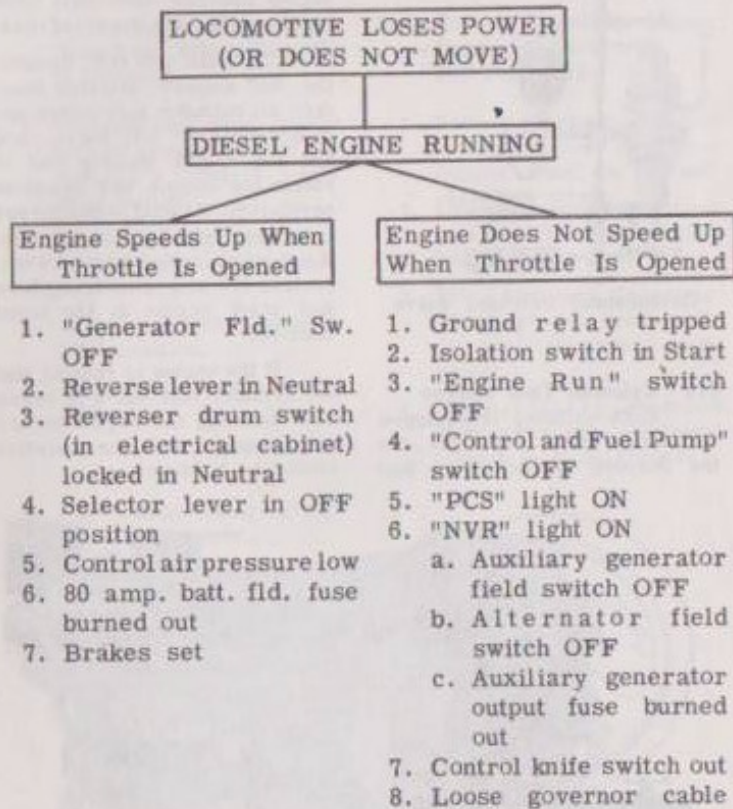 LOCOMOTIVE LOSES POWER
(OR DOES NOT MOVE)
DIESEL ENGINE RUNNING
Engine Speeds Up When
Throttle Is Opened
1. "Generator Fld." Sw.
OFF
2. Reverse lever in Neutral
3. Reverser drum switch
(in electrical cabinet)
locked in Neutral
4. Selector lever in OFF
position
5. Control air pressure low
6. 80 amp. batt. fld. fuse
burned out
7. Brakes set
Engine Does Not Speed Up
When Throttle Is Opened
1. Ground relay tripped
2. Isolation switch in Start
3. "Engine Run" switch
OFF
4. "Control and Fuel Pump"
switch OFF
5. "PCS" light ON
6. "NVR" light ON
a. Auxiliary generator
field switch OFF
b. Alternator field
switch OFF
c. Auxiliary generator
output fuse burned
out
7. Control knife switch out
8. Loose governor cable